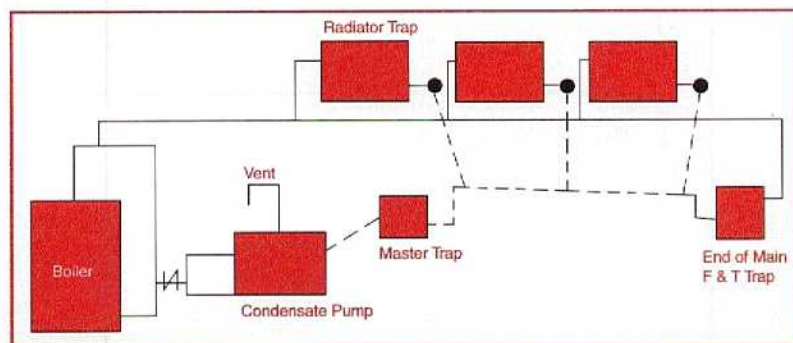 Radiator Trap
Vent
Boiler
Master Trap
Condensate Pump
End of Main
F & T Trap